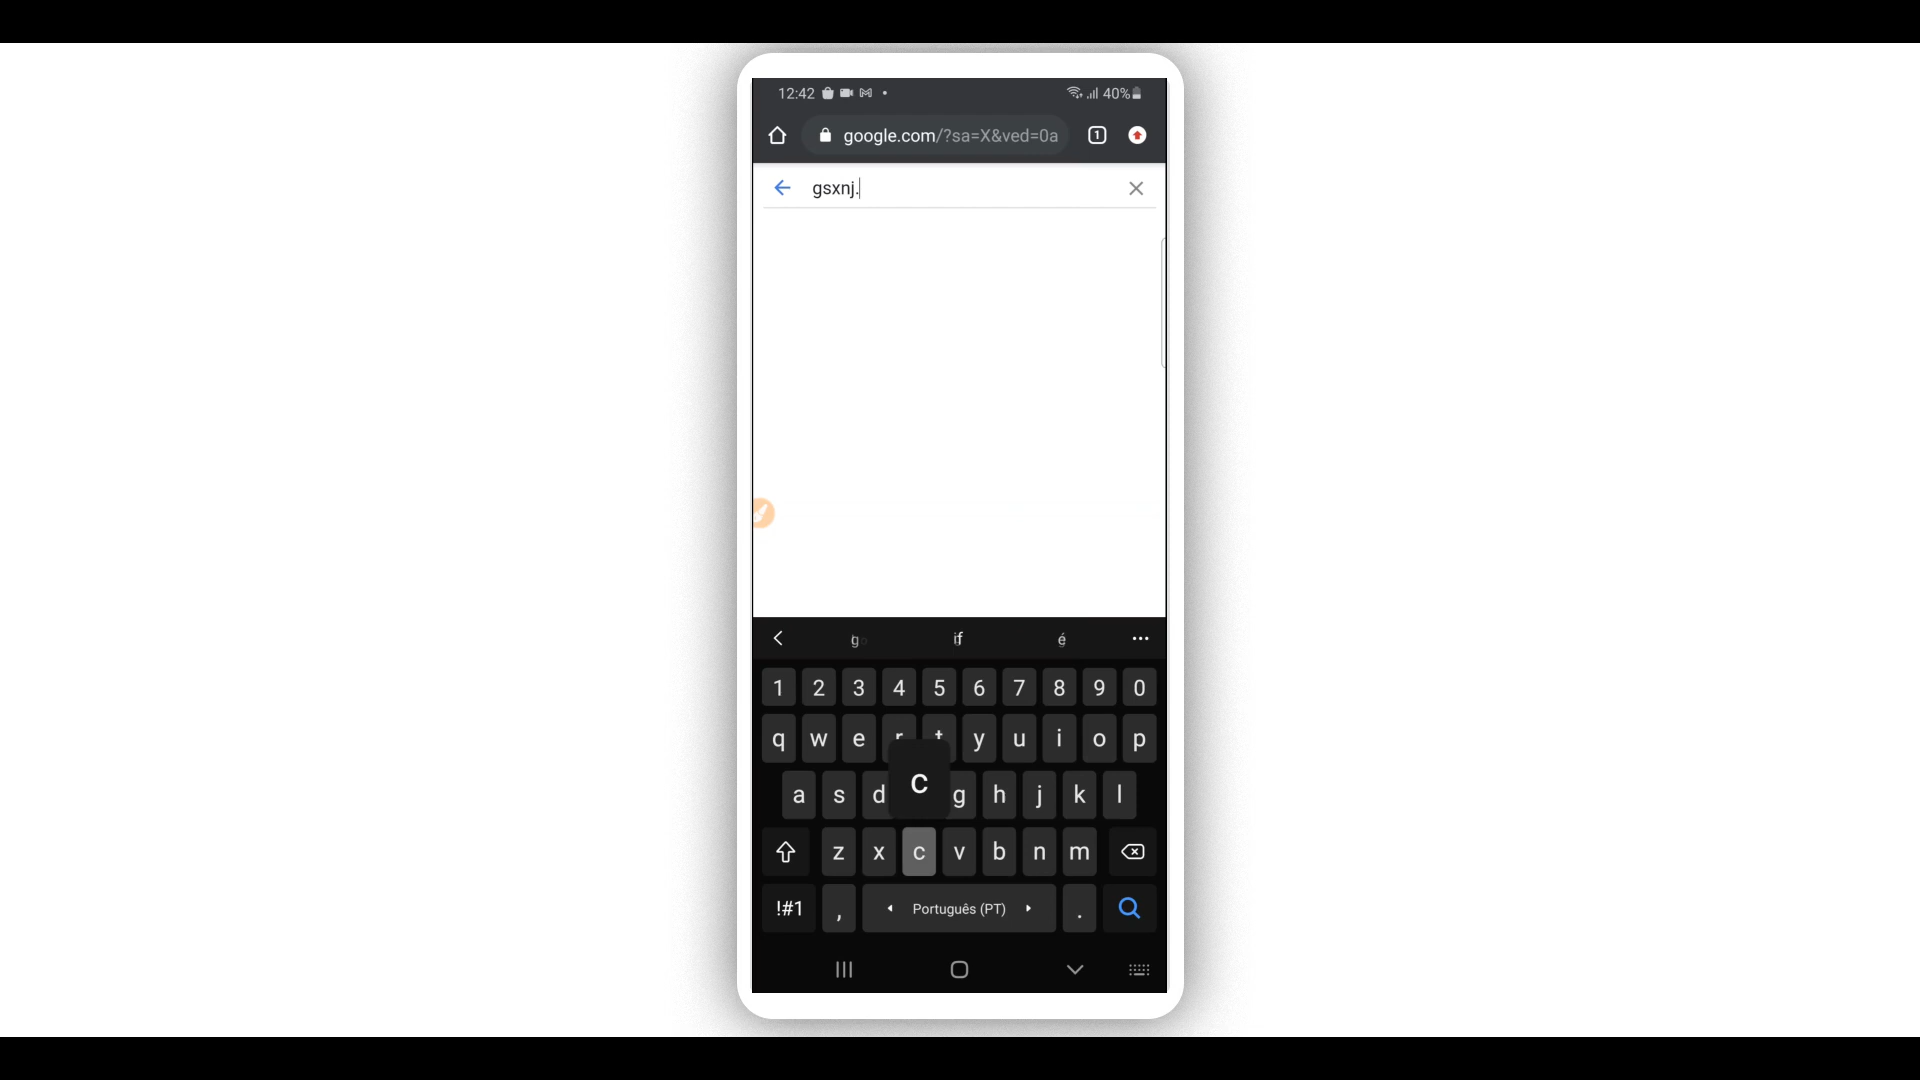 12:42 40%
google.com/?sa=X&ved=0a 1
gsxnj.
if é
1 2 3 4 5 6 7 8 9 0
q w e r t y u i o p
c
a s d g h j k l
z x c v b n m
!#1 , Português (PT) .